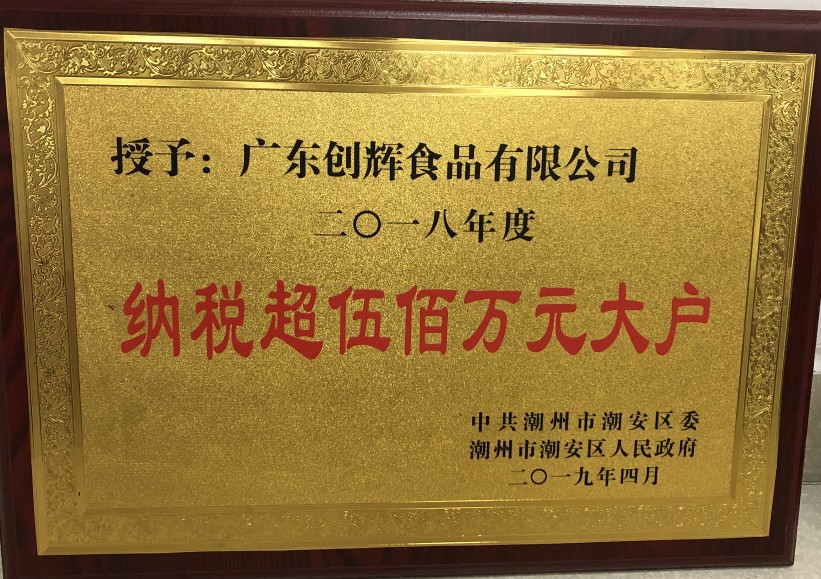 授予：广东创辉食品有限公司
二〇一八年度
纳税超伍佰万元大户
中共潮州市潮安区委
潮州市潮安区人民政府
二〇一九年四月